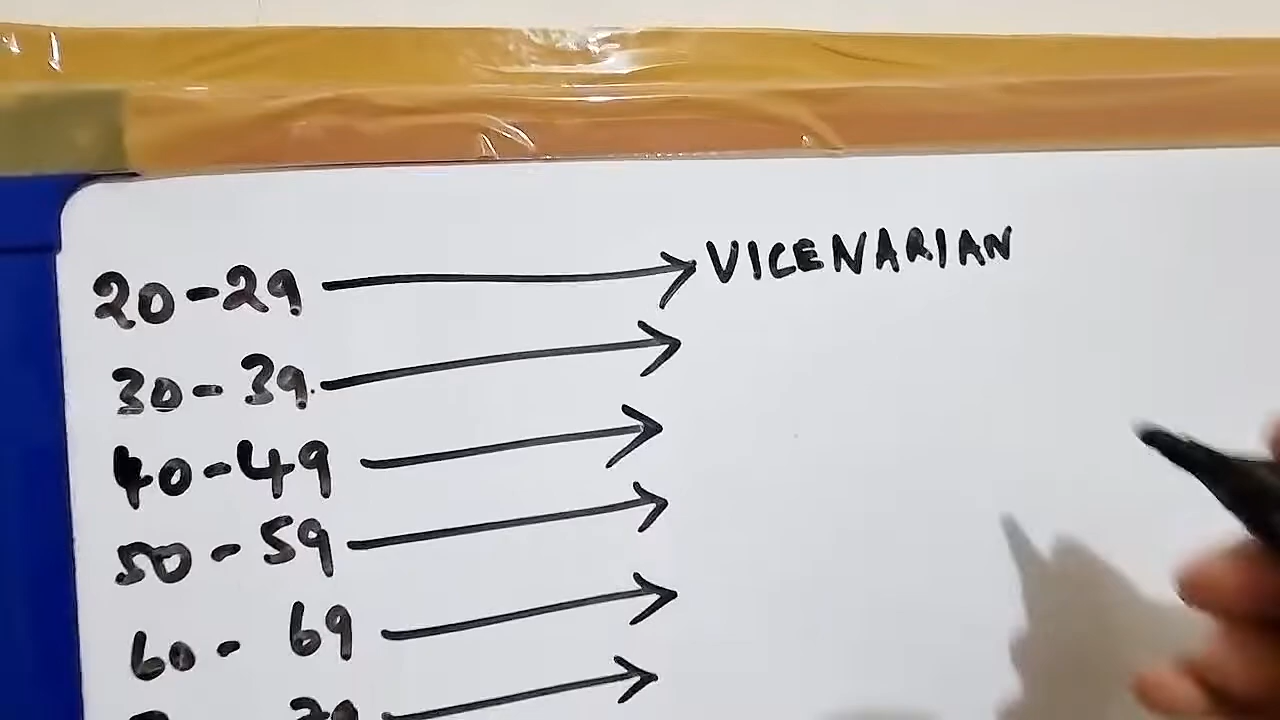 20-29 → VICENARIAN
30-39 →
40-49 →
50-59 →
60-69 →